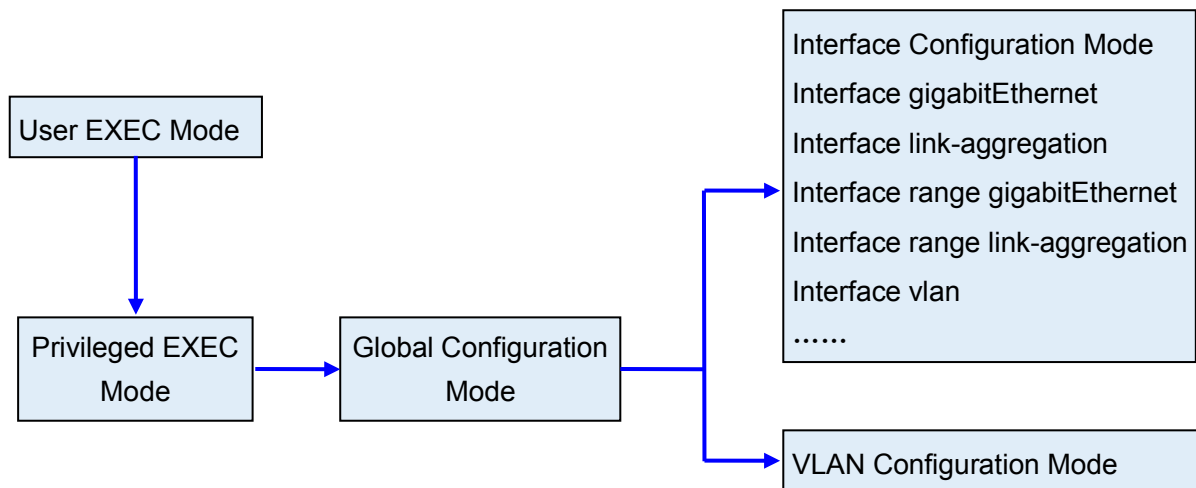 User EXEC Mode
Privileged EXEC
Mode
Global Configuration
Mode
Interface Configuration Mode
Interface gigabitEthernet
Interface link-aggregation
Interface range gigabitEthernet
Interface range link-aggregation
Interface vlan
……
VLAN Configuration Mode